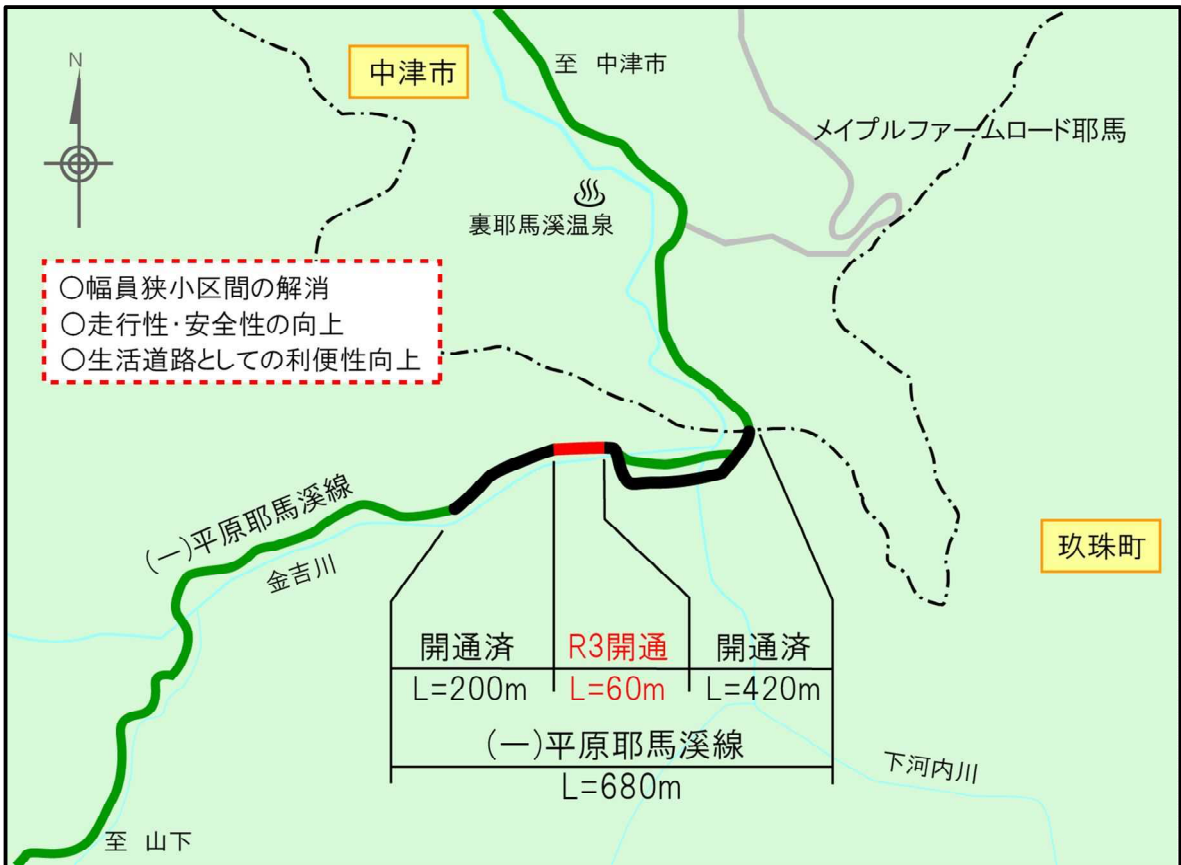 N
中津市
至 中津市
メイプルファームロード耶馬
裏耶馬溪温泉
○幅員狭小区間の解消
○走行性・安全性の向上
○生活道路としての利便性向上
(一)平原耶馬溪線
金吉川
玖珠町
開通済
R3開通
開通済
L=200m
L=60m
L=420m
(一)平原耶馬溪線
L=680m
下河内川
至 山下